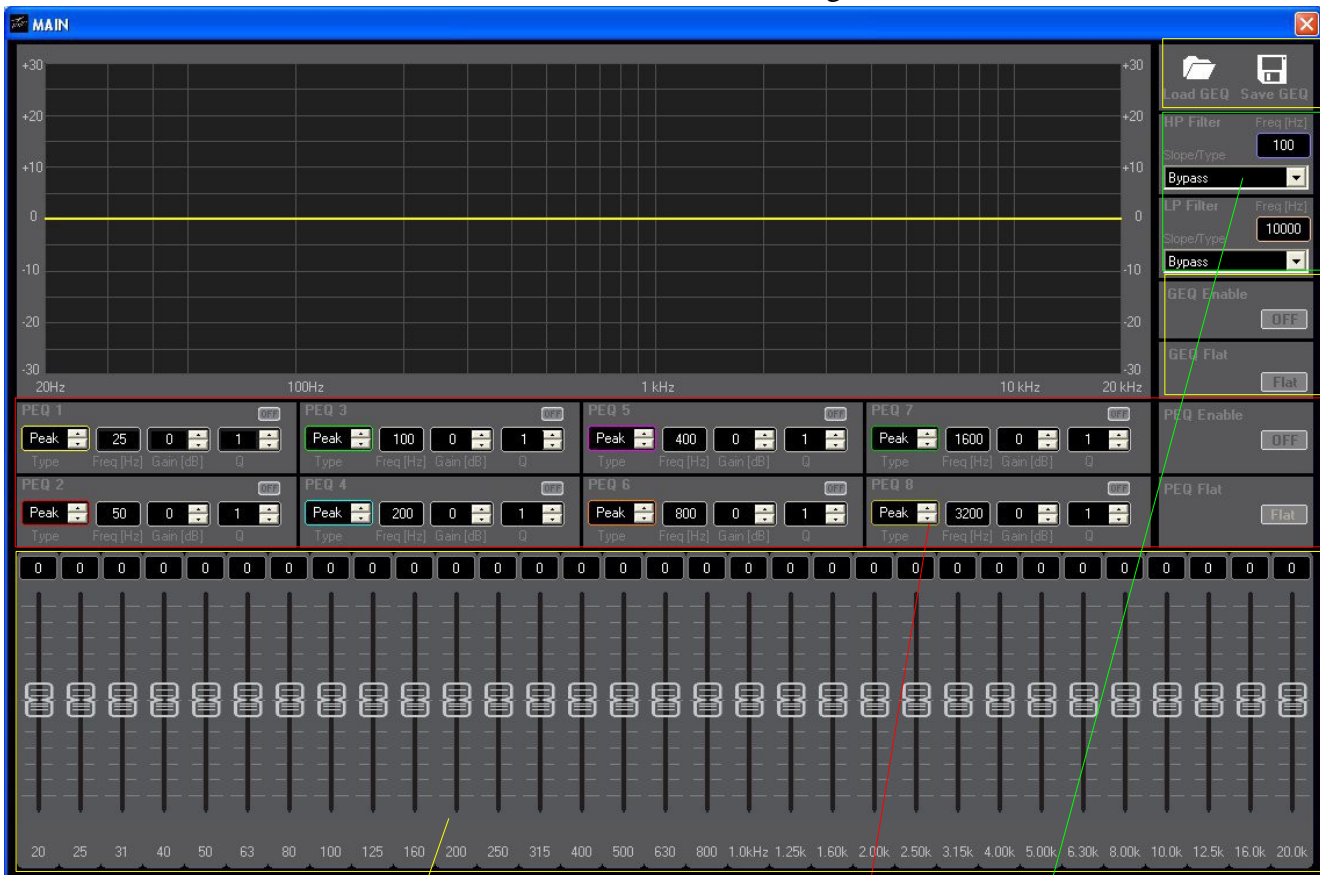 MAIN
+30 +30
+20 +20
+10 +10
0 0
-10 -10
-20 -20
-30 -30
20Hz 100Hz 1 kHz 10 kHz 20 kHz
Load GEQ Save GEQ
HP Filter Freq [Hz]
100
Slope/Type
Bypass
LP Filter Freq [Hz]
10000
Slope/Type
Bypass
GEQ Enable
OFF
GEQ Flat
Flat
PEQ 1 OFF PEQ 3 OFF PEQ 5 OFF PEQ 7 OFF PEQ Enable
Peak 25 0 1 Peak 100 0 1 Peak 400 0 1 Peak 1600 0 1 OFF
Type Freq [Hz] Gain [dB] Q Type Freq [Hz] Gain [dB] Q Type Freq [Hz] Gain [dB] Q Type Freq [Hz] Gain [dB] Q
PEQ 2 OFF PEQ 4 OFF PEQ 6 OFF PEQ 8 OFF PEQ Flat
Peak 50 0 1 Peak 200 0 1 Peak 800 0 1 Peak 3200 0 1 Flat
Type Freq [Hz] Gain [dB] Q Type Freq [Hz] Gain [dB] Q Type Freq [Hz] Gain [dB] Q Type Freq [Hz] Gain [dB] Q
0 0 0 0 0 0 0 0 0 0 0 0 0 0 0 0 0 0 0 0 0 0 0 0 0 0 0 0 0 0 0
20 25 31 40 50 63 80 100 125 160 200 250 315 400 500 630 800 1.0kHz 1.25k 1.60k 2.00k 2.50k 3.15k 4.00k 5.00k 6.30k 8.00k 10.0k 12.5k 16.0k 20.0k